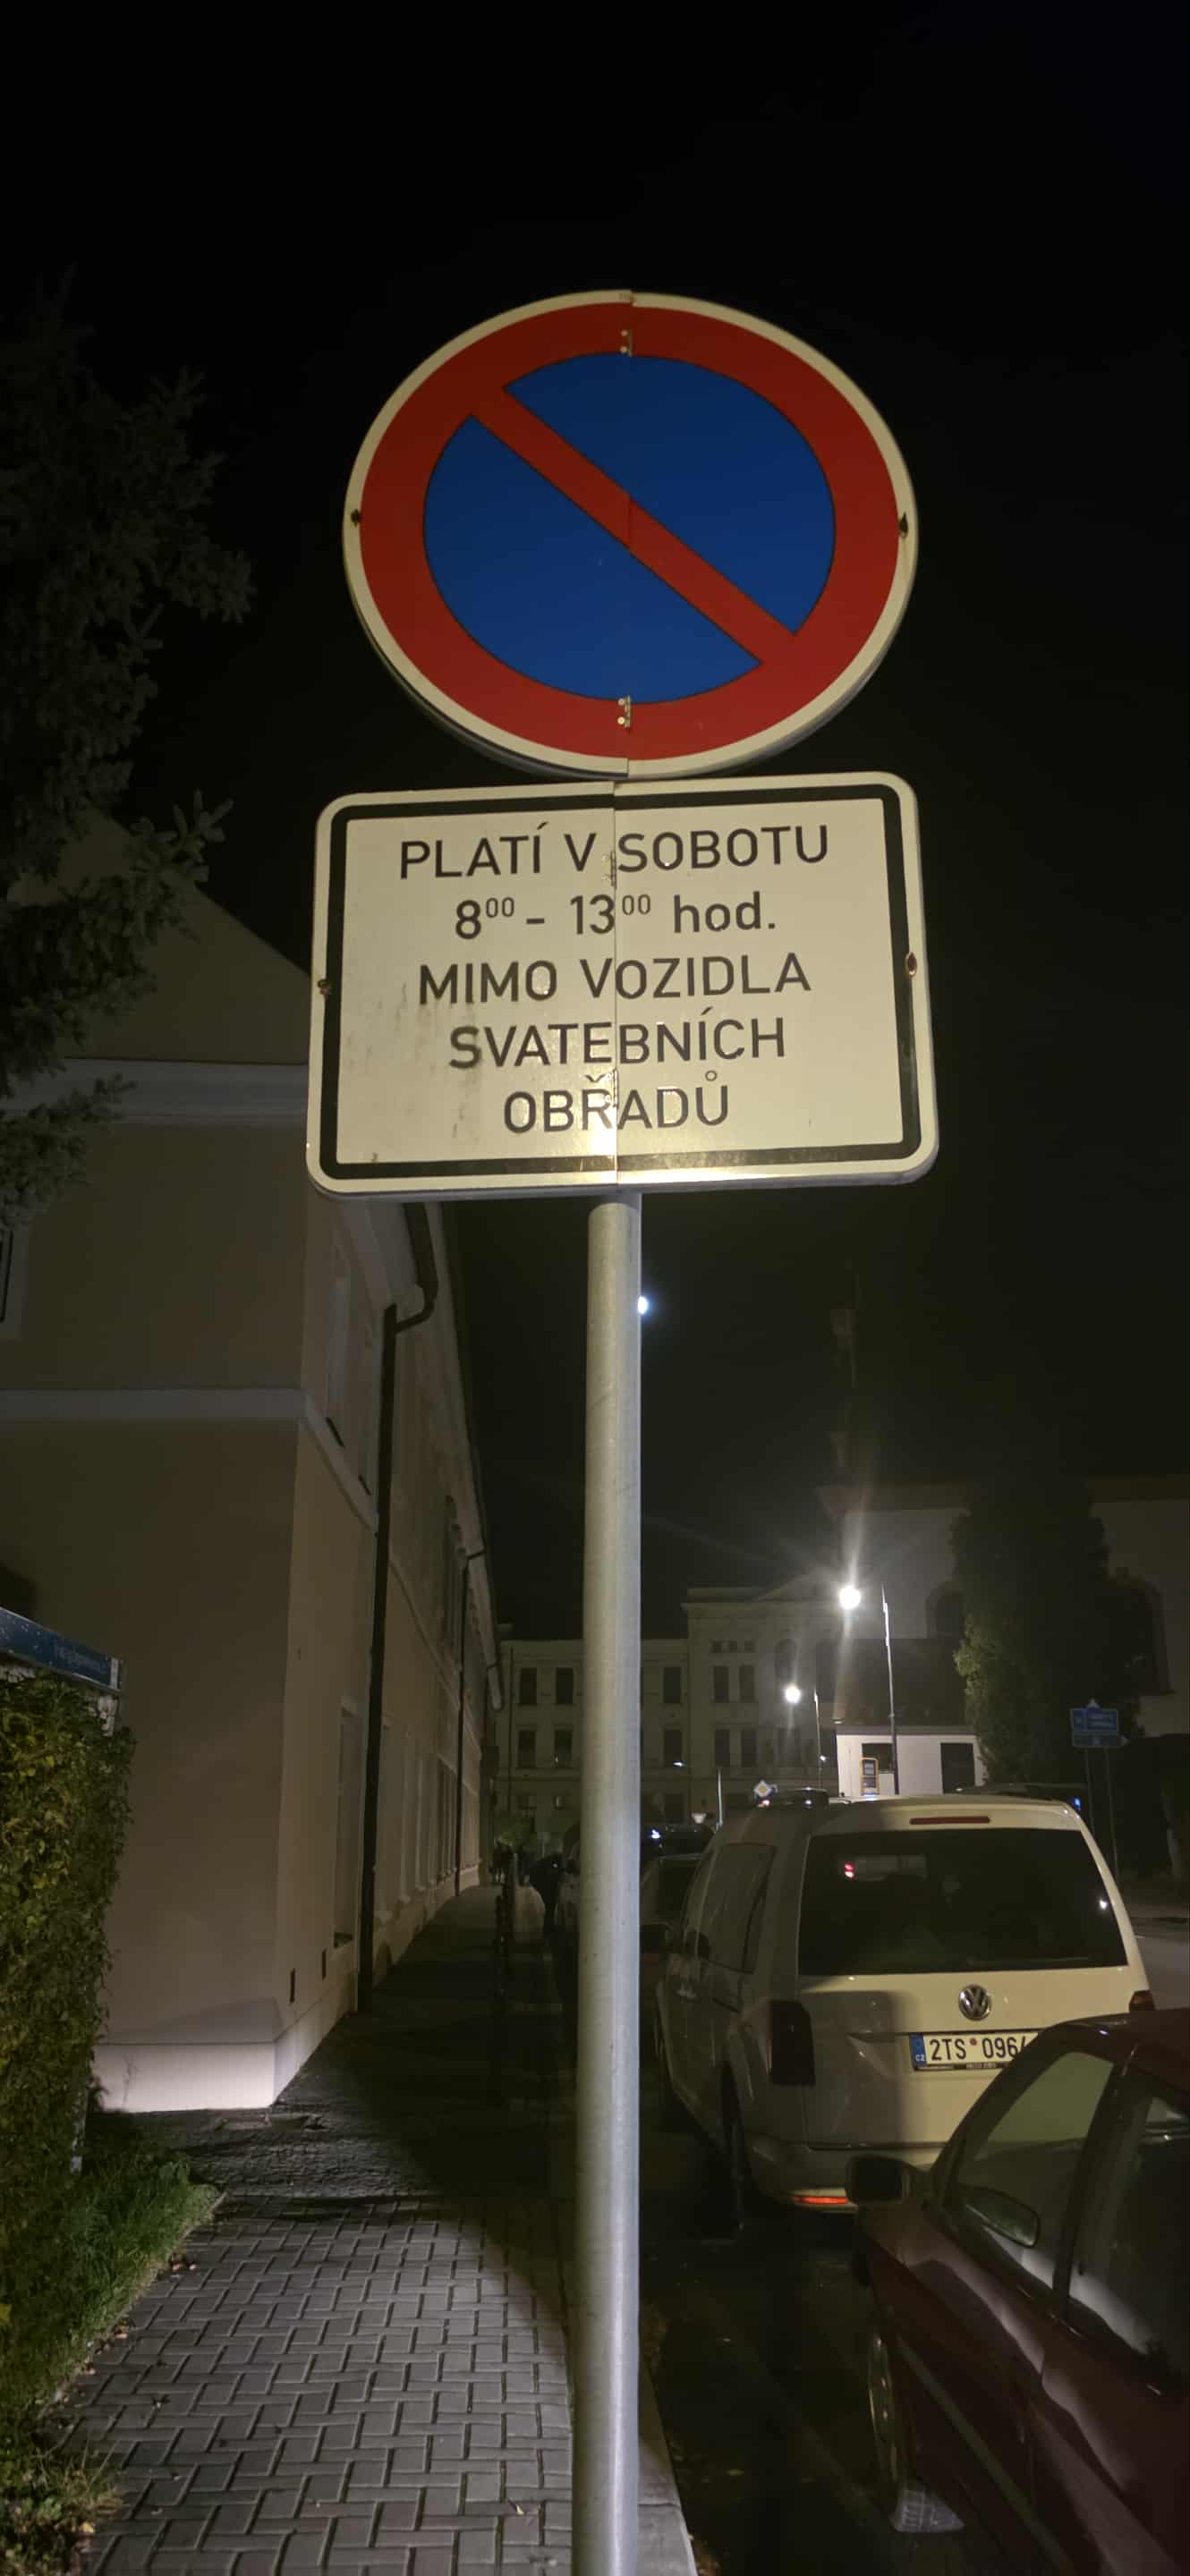 PLATÍ V SOBOTU
8⁰⁰ - 13⁰⁰ hod.
MIMO VOZIDLA
SVATEBNÍCH
OBŘADŮ
2TS 096